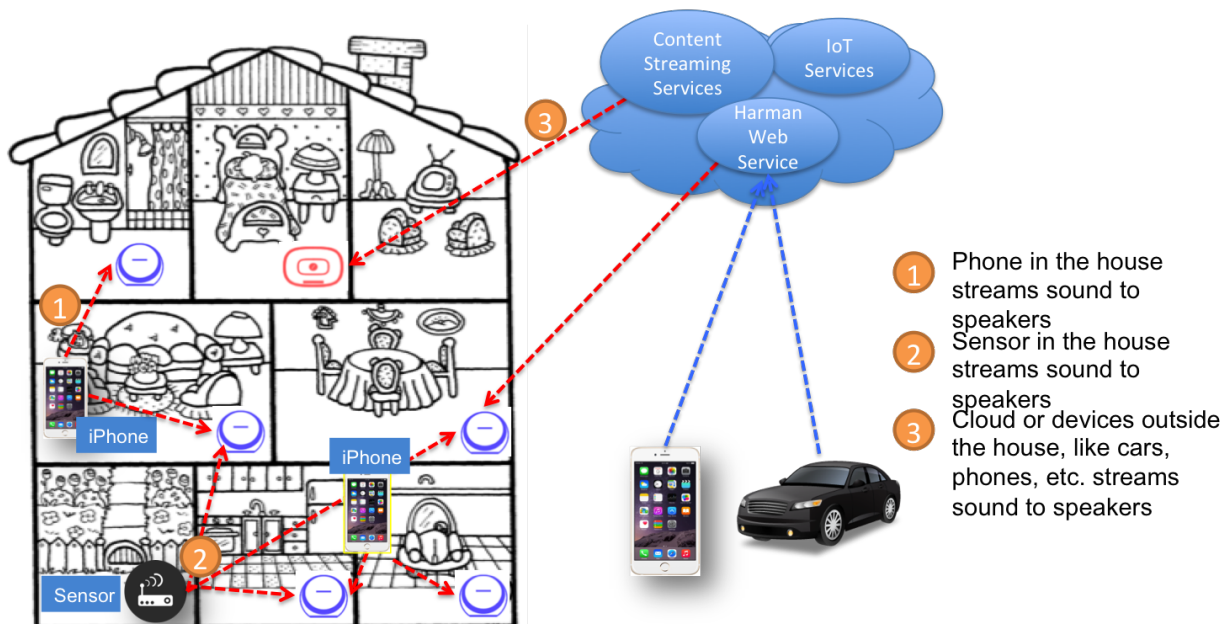 Content
Streaming
Services
IoT
Services
Harman
Web
Service
3
1
iPhone
iPhone
2
Sensor
1
Phone in the house
streams sound to
speakers
2
Sensor in the house
streams sound to
speakers
3
Cloud or devices outside
the house, like cars,
phones, etc. streams
sound to speakers